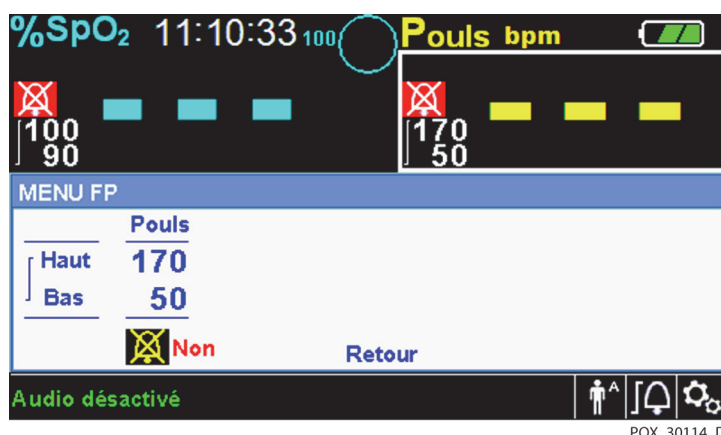 %SpO₂ 11:10:33 100 Pouls bpm
100 170
90 50
MENU FP
Pouls
Haut 170
Bas 50
Non Retour
Audio désactivé A
POX_30114_D